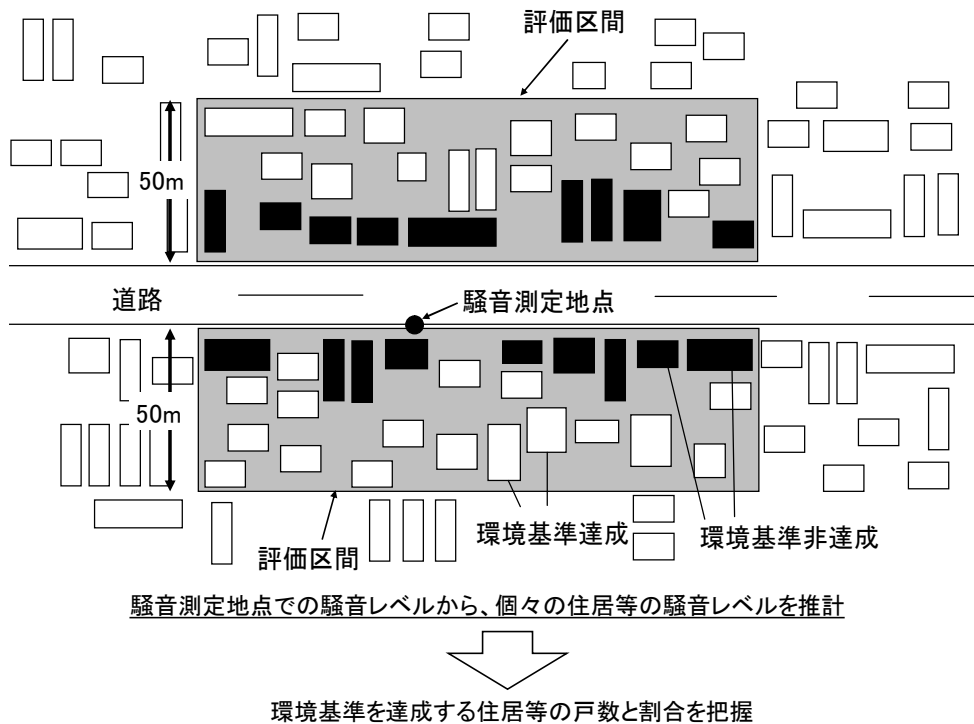 評価区間
50m
道路
騒音測定地点
50m
環境基準達成
環境基準非達成
評価区間
騒音測定地点での騒音レベルから、個々の住居等の騒音レベルを推計
環境基準を達成する住居等の戸数と割合を把握